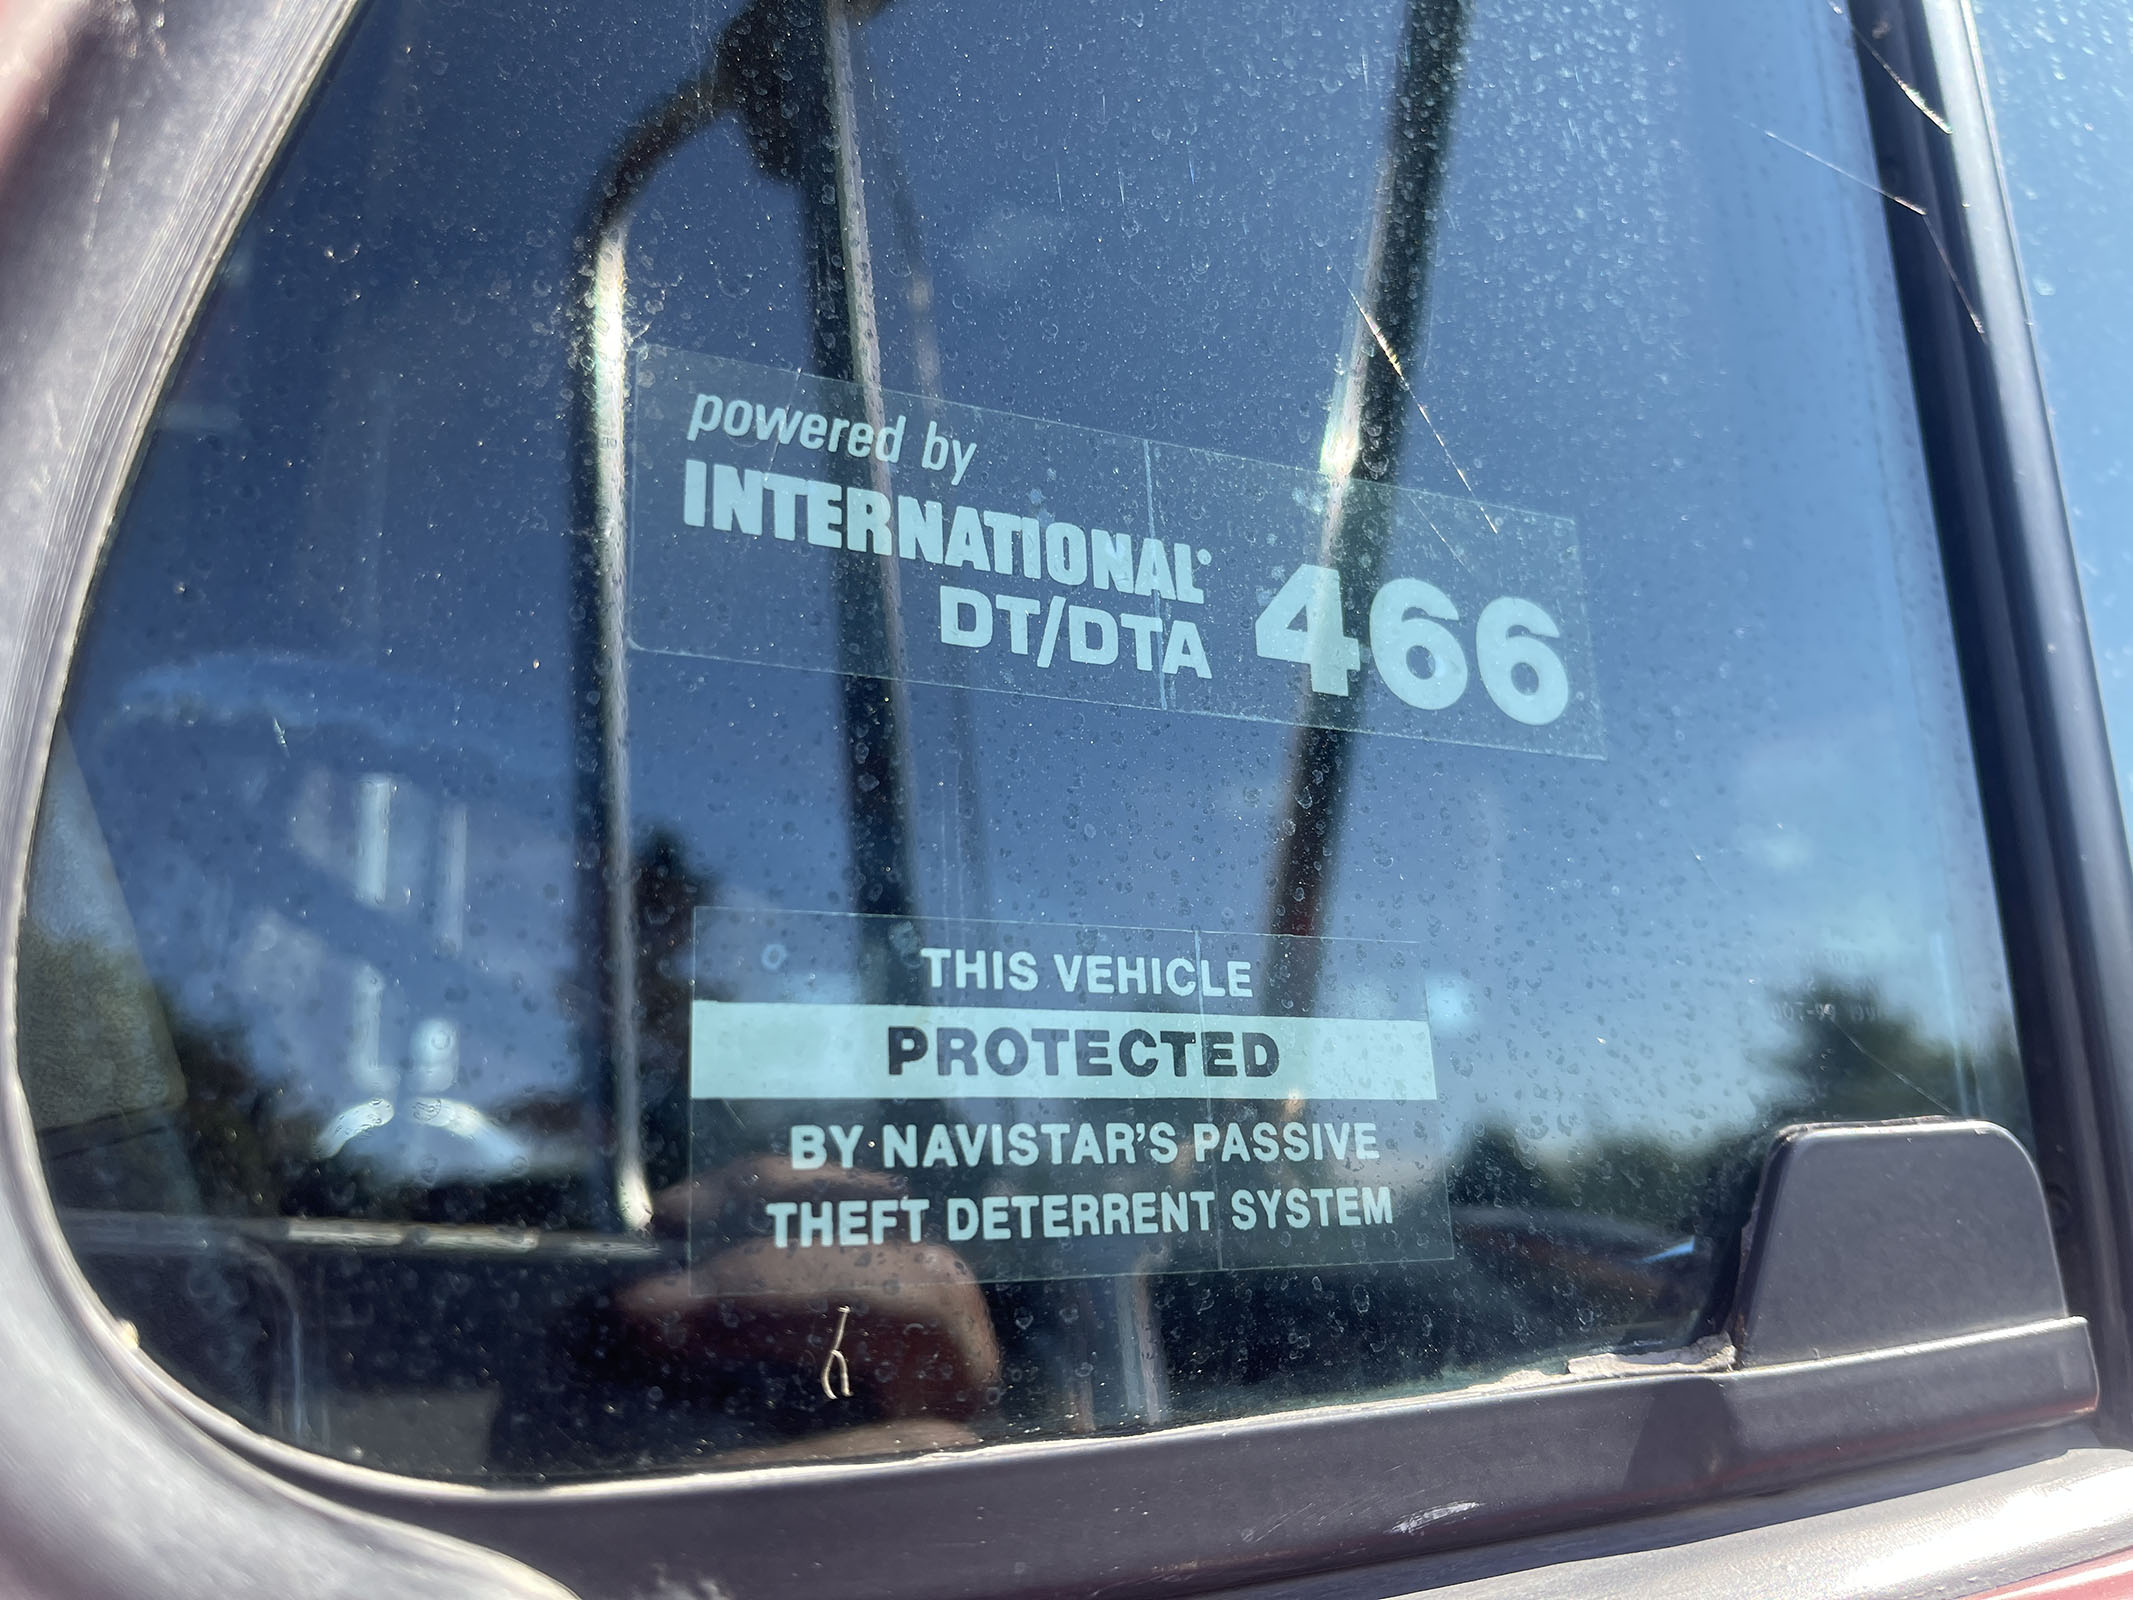 powered by
INTERNATIONAL®
DT/DTA 466
THIS VEHICLE
PROTECTED
BY NAVISTAR'S PASSIVE
THEFT DETERRENT SYSTEM